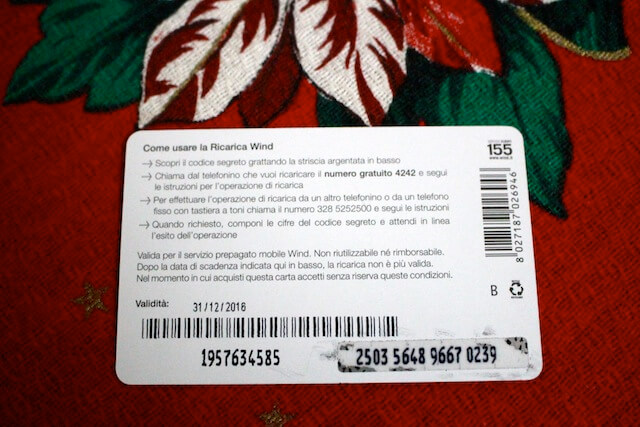 Come usare la Ricarica Wind
155
www.wind.it
→ Scopri il codice segreto grattando la striscia argentata in basso
→ Chiama dal telefonino che vuoi ricaricare il numero gratuito 4242 e segui
le istruzioni per l'operazione di ricarica
→ Per effettuare l'operazione di ricarica da un altro telefonino o da un telefono
fisso con tastiera a toni chiama il numero 328 5252500 e segui le istruzioni
→ Quando richiesto, componi le cifre del codice segreto e attendi in linea
l'esito dell'operazione
8 027187 026946
Valida per il servizio prepagato mobile Wind. Non riutilizzabile né rimborsabile.
Dopo la data di scadenza indicata qui in basso, la ricarica non è più valida.
Nel momento in cui acquisti questa carta accetti senza riserva queste condizioni.
B
Validità: 31/12/2016
1957634585
2503 5648 9667 0239